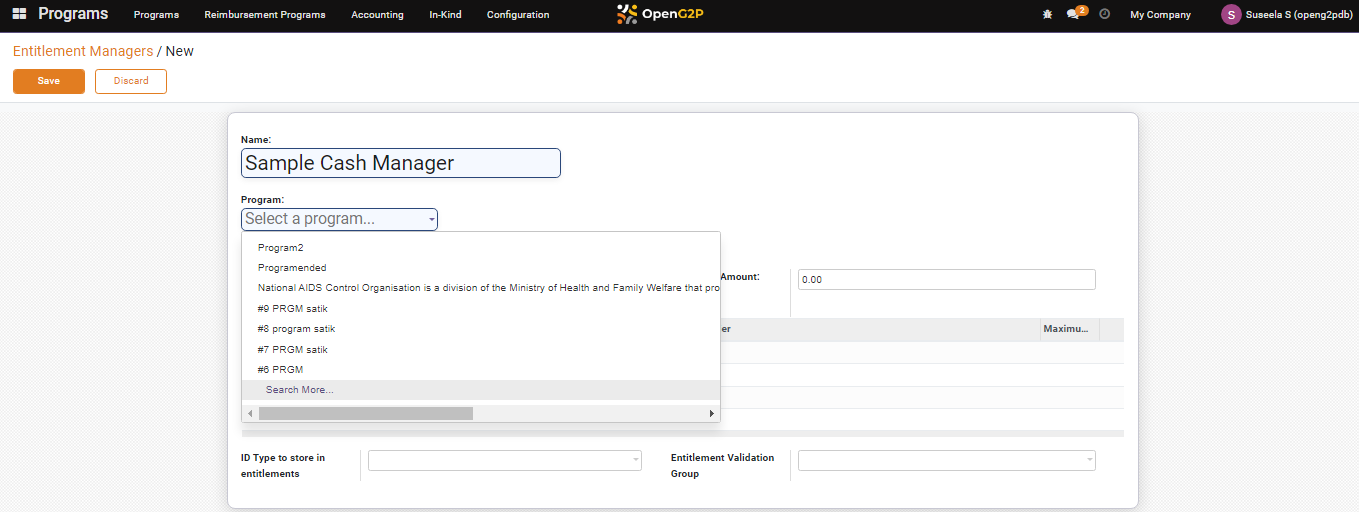 Programs Programs Reimbursement Programs Accounting In-Kind Configuration OpenG2P 2 My Company S Suseela S (openg2pdb)
Entitlement Managers / New
Save Discard
Name:
Sample Cash Manager
Program:
Select a program...
Program2
Programended
Amount: 0.00
National AIDS Control Organisation is a division of the Ministry of Health and Family Welfare that pro
#9 PRGM satik
#8 program satik
er Maximu...
#7 PRGM satik
#6 PRGM
Search More...
ID Type to store in entitlements
Entitlement Validation Group